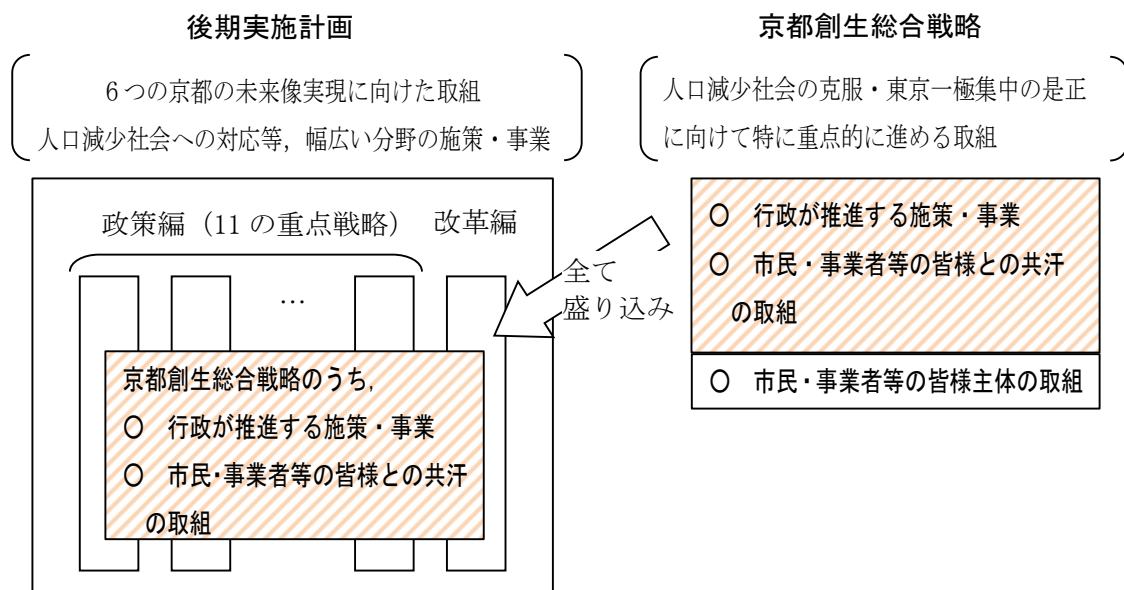 後期実施計画
6つの京都の未来像実現に向けた取組
人口減少社会への対応等，幅広い分野の施策・事業
政策編（11の重点戦略）
改革編
…
京都創生総合戦略のうち，
○　行政が推進する施策・事業
○　市民・事業者等の皆様との共汗
の取組
全て
盛り込み
京都創生総合戦略
人口減少社会の克服・東京一極集中の是正
に向けて特に重点的に進める取組
○　行政が推進する施策・事業
○　市民・事業者等の皆様との共汗
の取組
○　市民・事業者等の皆様主体の取組